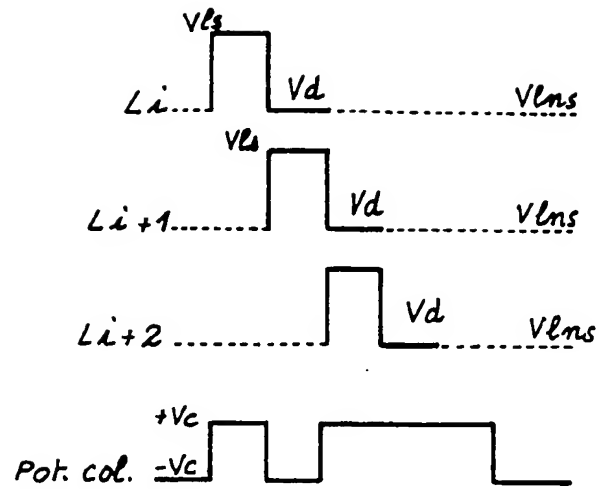 Vls
Li Vd Vlns
Vls
Li+1 Vd Vlns
Li+2 Vd Vlns
+Vc
Pot. col. -Vc